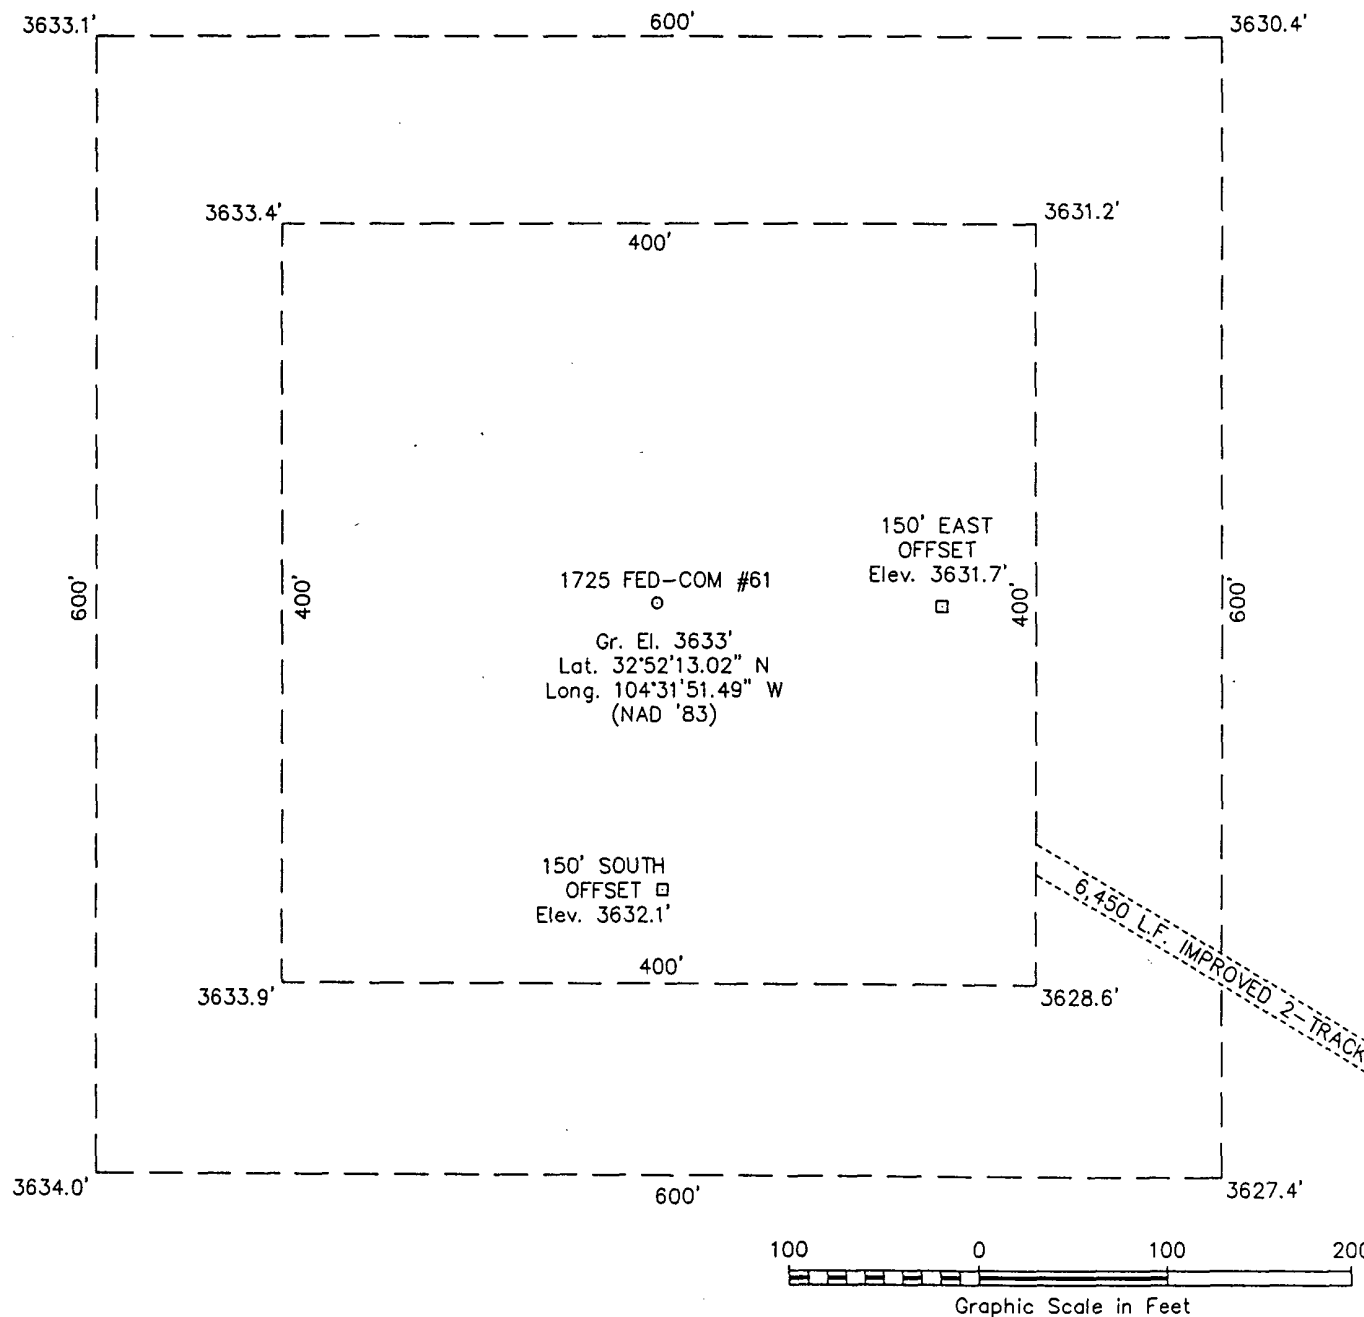 3633.1'
600'
3630.4'
3633.4'
400'
3631.2'
150' EAST
OFFSET
Elev. 3631.7'
600'
400'
1725 FED-COM #61
400'
600'
Gr. El. 3633'
Lat. 32°52'13.02" N
Long. 104°31'51.49" W
(NAD '83)
150' SOUTH
OFFSET
Elev. 3632.1'
6,450 L.F. IMPROVED 2-TRACK
400'
3633.9'
3628.6'
3634.0'
600'
3627.4'
100 0 100 200
Graphic Scale in Feet